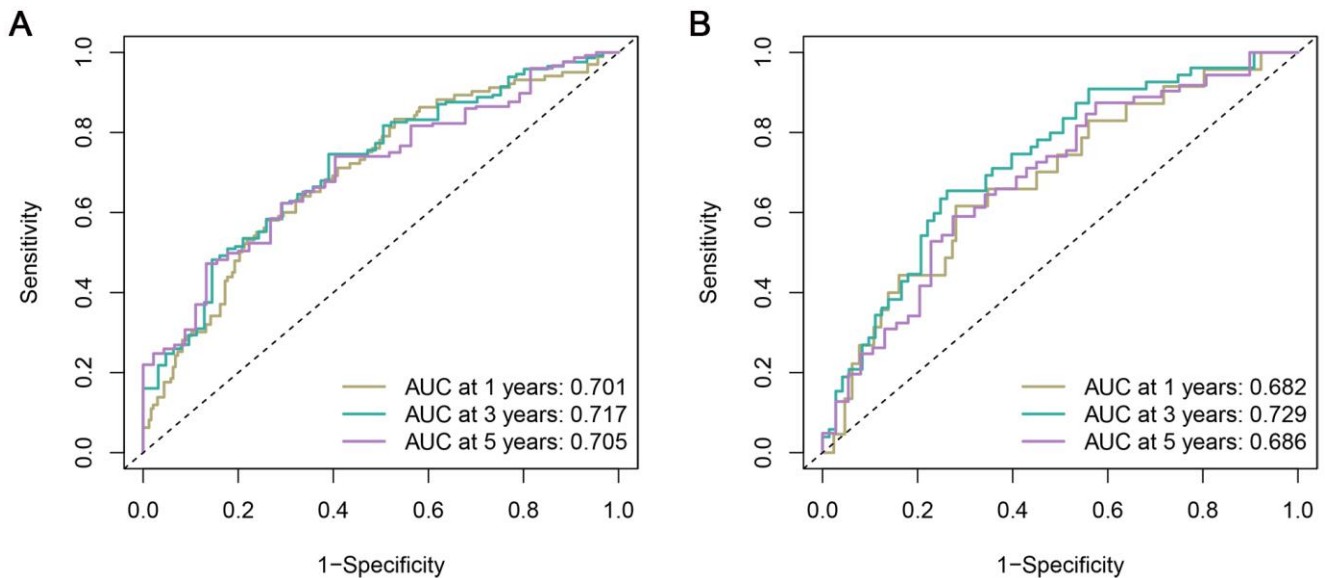 A
Sensitivity
1.0
0.8
0.6
0.4
0.2
0.0
AUC at 1 years: 0.701
AUC at 3 years: 0.717
AUC at 5 years: 0.705
0.0 0.2 0.4 0.6 0.8 1.0
1−Specificity
B
Sensitivity
1.0
0.8
0.6
0.4
0.2
0.0
AUC at 1 years: 0.682
AUC at 3 years: 0.729
AUC at 5 years: 0.686
0.0 0.2 0.4 0.6 0.8 1.0
1−Specificity